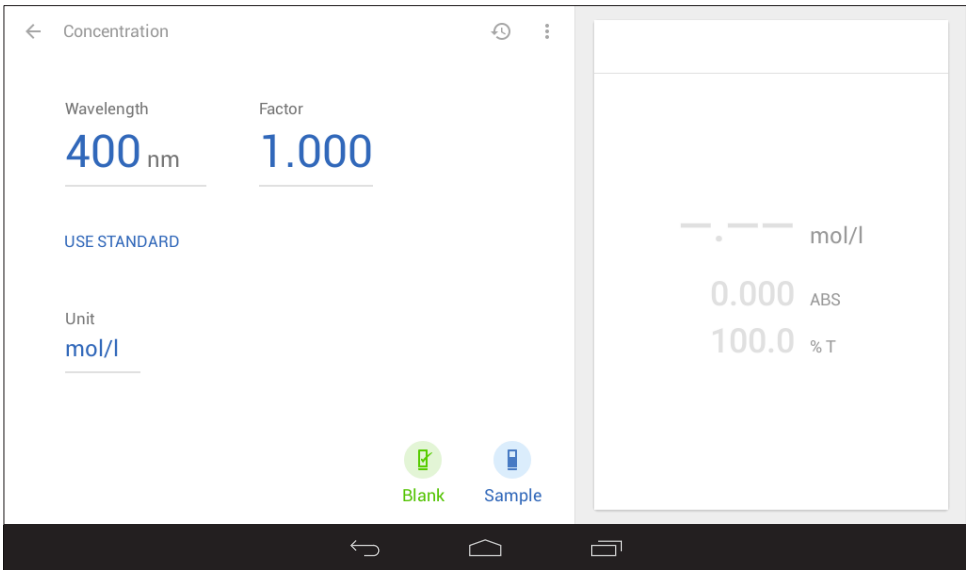 Concentration
Wavelength
Factor
400 nm
1.000
USE STANDARD
Unit
mol/l
Blank
Sample
–.–– mol/l
0.000 ABS
100.0 % T